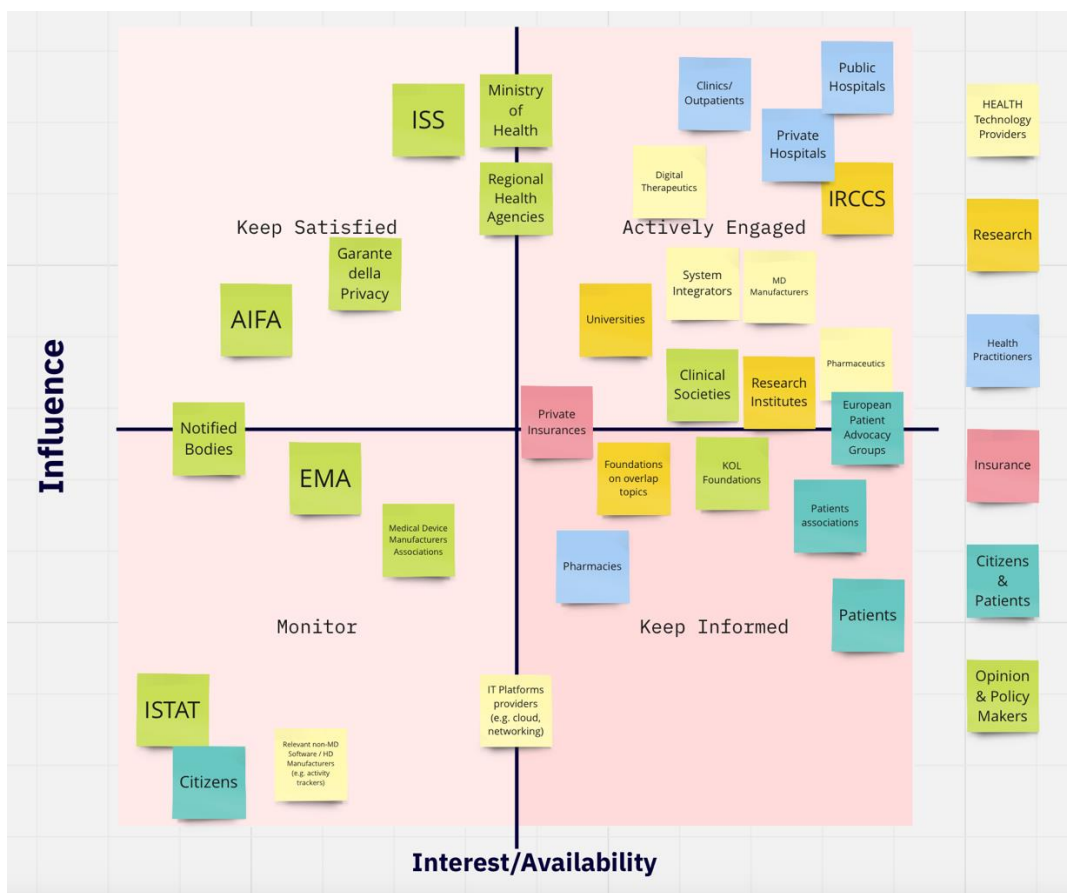 Influence
Keep Satisfied
ISS
Ministry
of
Health
Regional
Health
Agencies
Garante
della
Privacy
AIFA
Notified
Bodies
Actively Engaged
Clinics/
Outpatients
Public
Hospitals
Private
Hospitals
Digital
Therapeutics
IRCCS
System
Integrators
MD
Manufacturers
Universities
Clinical
Societies
Research
Institutes
Pharmaceutics
Private
Insurances
European
Patient
Advocacy
Groups
Monitor
EMA
Medical Device
Manufacturers
Associations
ISTAT
Citizens
Relevant non-MD
Software / HD
Manufacturers
(e.g. activity
trackers)
IT Platforms
providers
(e.g. cloud,
networking)
Keep Informed
Foundations
on overlap
topics
KOL
Foundations
Patients
associations
Pharmacies
Patients
Interest/Availability
HEALTH
Technology
Providers
Research
Health
Practitioners
Insurance
Citizens
&
Patients
Opinion
& Policy
Makers